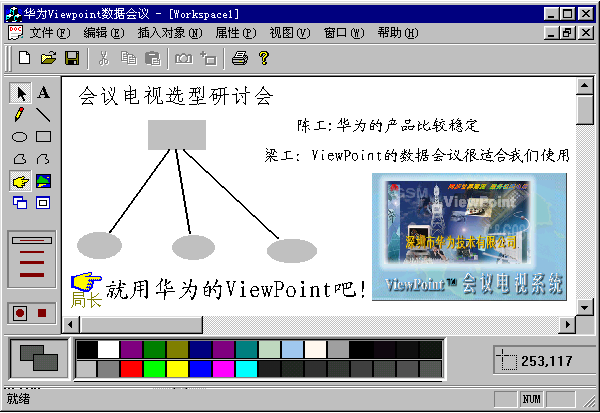 华为Viewpoint数据会议 - [Workspace1]
文件(F) 编辑(E) 插入对象(N) 属性(P) 视图(V) 窗口(W) 帮助(H)
A
会议电视选型研讨会
陈工:华为的产品比较稳定
梁工: ViewPoint的数据会议很适合我们使用
GSM
ViewPoint
深圳市华为技术有限公司
ViewPoint™ 会议电视系统
局长
就用华为的ViewPoint吧!
253,117
就绪
NUM